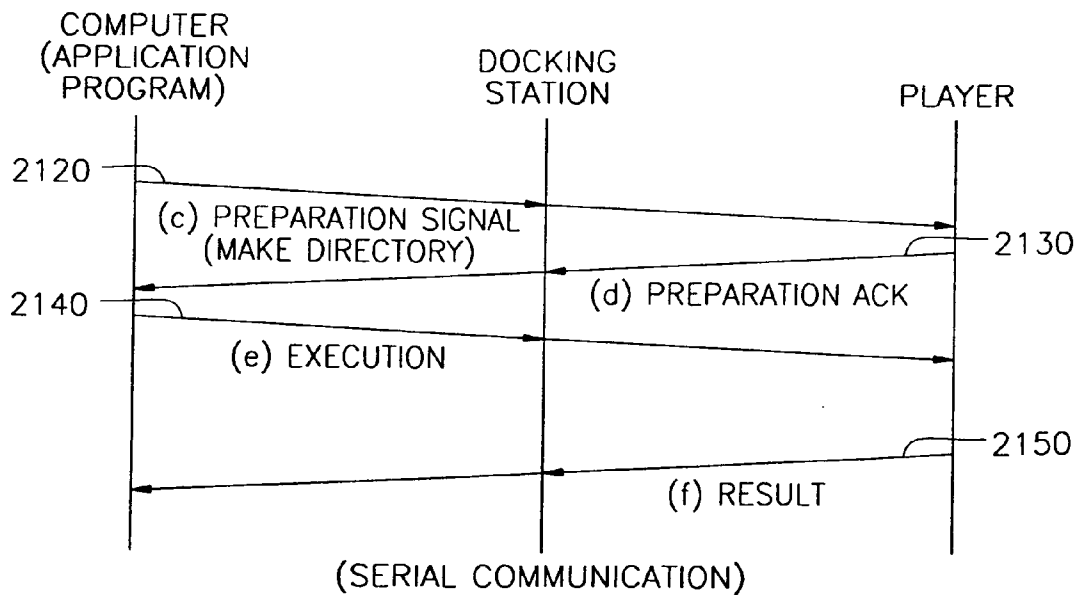 COMPUTER
(APPLICATION
PROGRAM)
DOCKING
STATION
PLAYER
2120
(c) PREPARATION SIGNAL
(MAKE DIRECTORY)
2130
(d) PREPARATION ACK
2140
(e) EXECUTION
2150
(f) RESULT
(SERIAL COMMUNICATION)